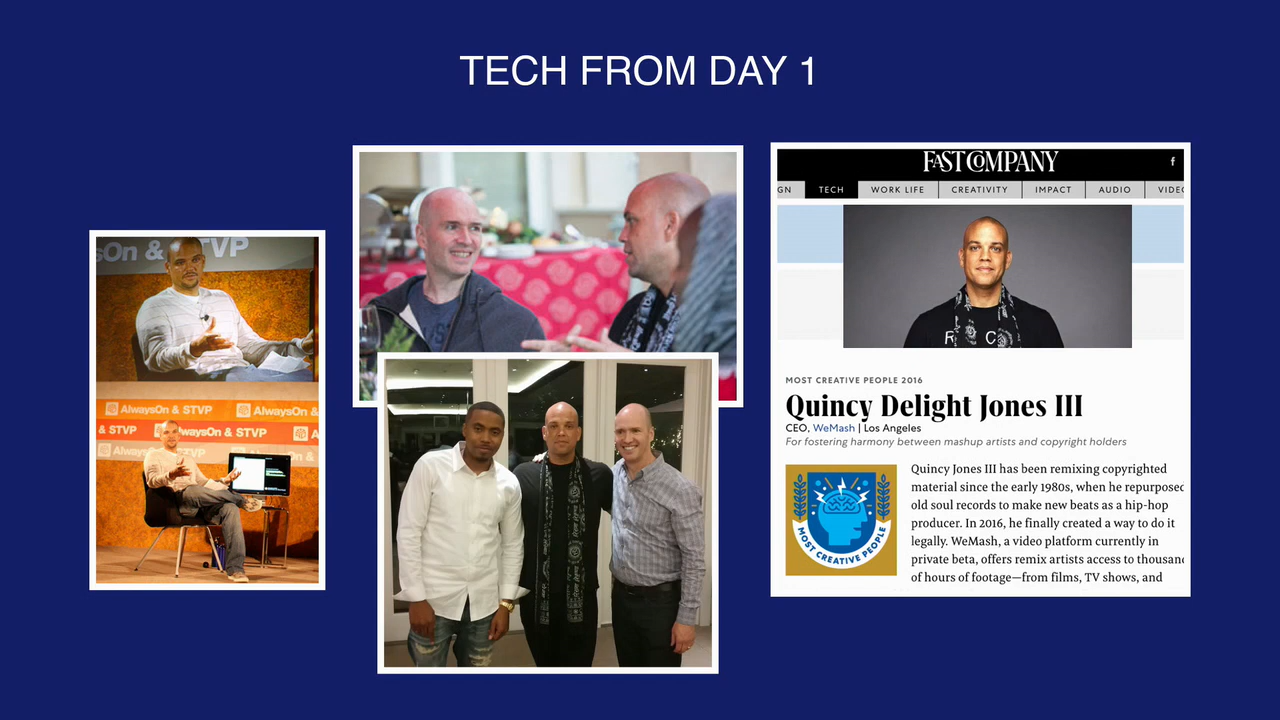 TECH FROM DAY 1
sOn & STVP
AlwaysOn & STVP
AlwaysOn &
& STVP
AlwaysOn & STVP
FAST COMPANY
f
GN
TECH
WORK LIFE
CREATIVITY
IMPACT
AUDIO
VIDEO
R C
MOST CREATIVE PEOPLE 2016
Quincy Delight Jones III
CEO, WeMash | Los Angeles
For fostering harmony between mashup artists and copyright holders
MOST CREATIVE PEOPLE
Quincy Jones III has been remixing copyrighted
material since the early 1980s, when he repurposed
old soul records to make new beats as a hip-hop
producer. In 2016, he finally created a way to do it
legally. WeMash, a video platform currently in
private beta, offers remix artists access to thousand
of hours of footage—from films, TV shows, and